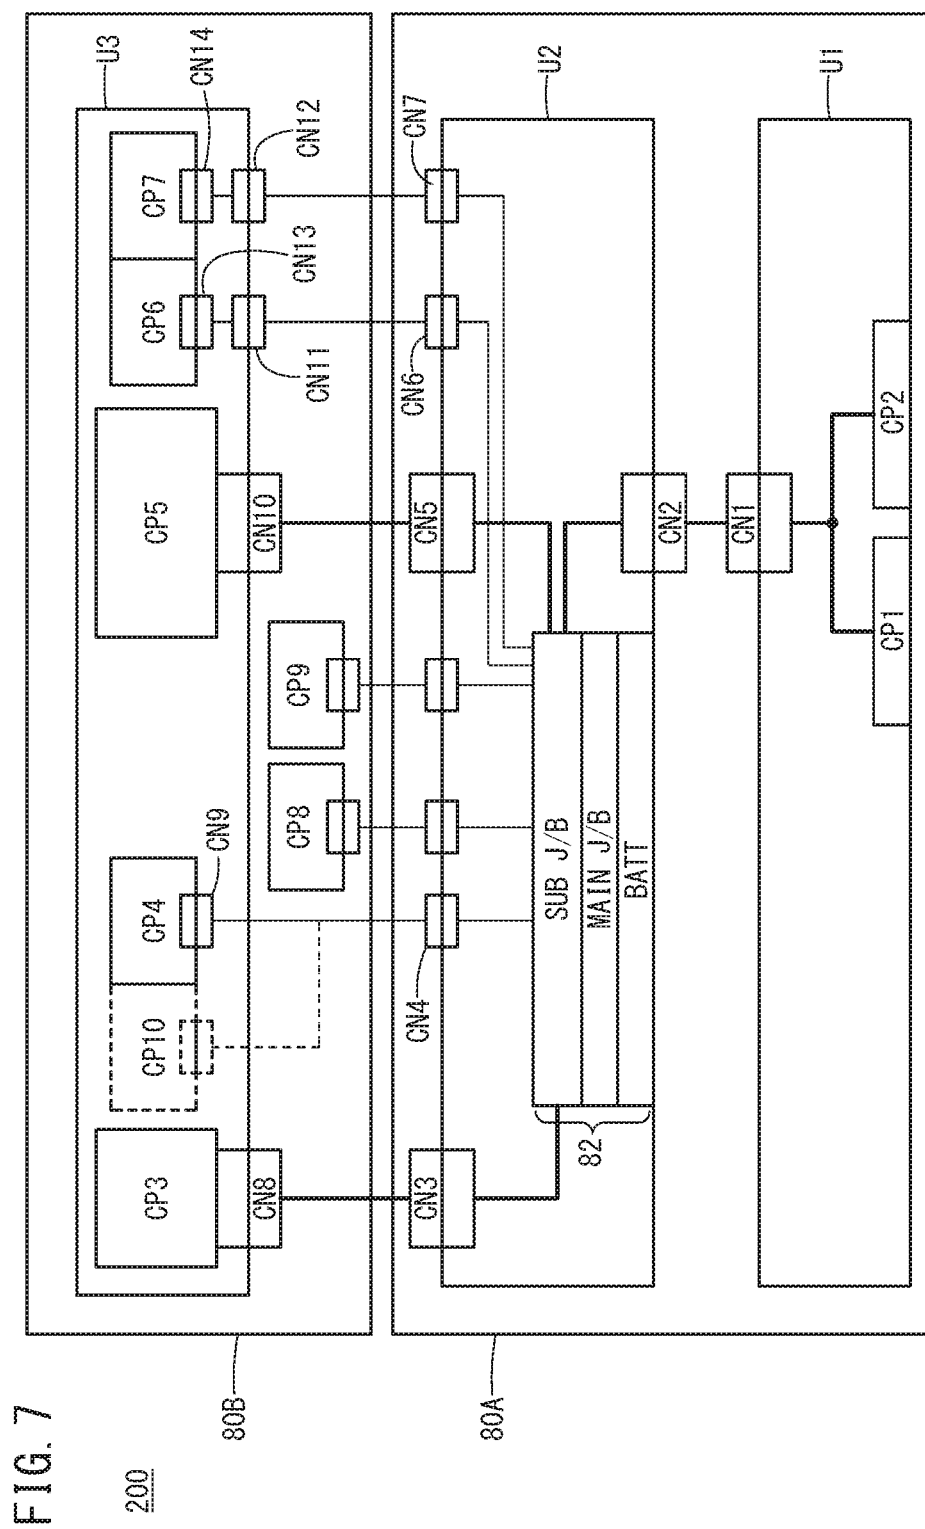 FIG. 7
200
80B
80A
U3
CN14
CN12
CN13
CN11
CP7
CP6
CP5
CN10
CP9
CP8
CN9
CP4
CP10
CP3
CN8
U2
CN7
CN6
CN5
CN4
CN3
CN2
SUB J/B
MAIN J/B
BATT
82
U1
CN1
CP2
CP1